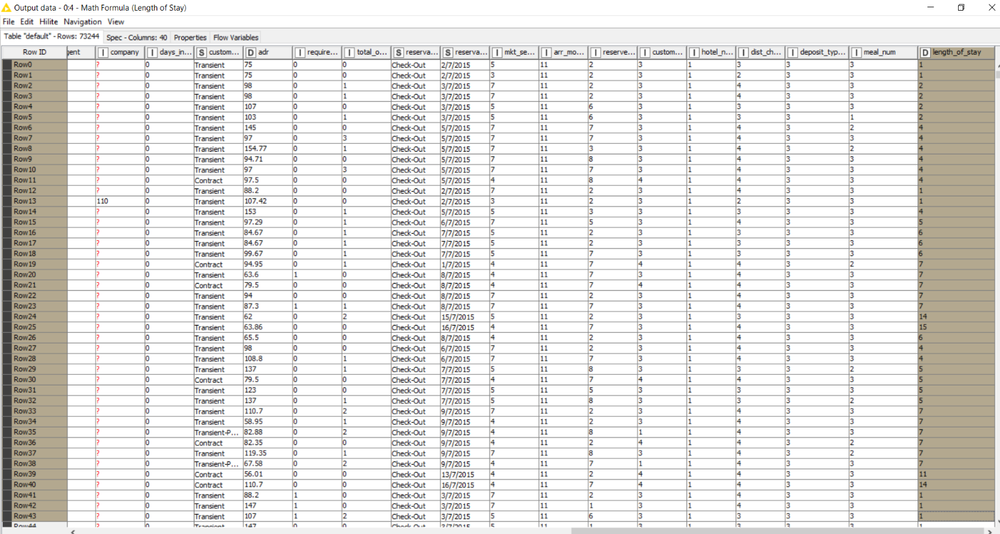 Output data - 0:4 - Math Formula (Length of Stay)
File Edit Hilite Navigation View
Table "default" - Rows: 73244 Spec - Columns: 40 Properties Flow Variables
Row ID gent I company I days_in... S custom... D adr I require... I total_o... S reserva... S reserva... I mkt_se... I arr_mo... I reserve... I custom... I hotel_n... I dist_ch... I deposit_typ... I meal_num D length_of_stay
Row0 ? 0 Transient 75 0 0 Check-Out 2/7/2015 5 11 2 3 1 3 3 3 1
Row1 ? 0 Transient 75 0 0 Check-Out 2/7/2015 3 11 2 3 1 2 3 3 1
Row2 ? 0 Transient 98 0 1 Check-Out 3/7/2015 7 11 2 3 1 4 3 3 2
Row3 ? 0 Transient 98 0 1 Check-Out 3/7/2015 7 11 2 3 1 4 3 3 2
Row4 ? 0 Transient 107 0 0 Check-Out 3/7/2015 5 11 6 3 1 3 3 3 2
Row5 ? 0 Transient 103 0 1 Check-Out 3/7/2015 5 11 6 3 1 3 3 1 2
Row6 ? 0 Transient 145 0 0 Check-Out 5/7/2015 7 11 7 3 1 4 3 2 4
Row7 ? 0 Transient 97 0 3 Check-Out 5/7/2015 7 11 7 3 1 4 3 3 4
Row8 ? 0 Transient 154.77 0 1 Check-Out 5/7/2015 7 11 3 3 1 4 3 2 4
Row9 ? 0 Transient 94.71 0 0 Check-Out 5/7/2015 7 11 8 3 1 4 3 3 4
Row10 ? 0 Transient 97 0 3 Check-Out 5/7/2015 7 11 7 3 1 4 3 3 4
Row11 ? 0 Contract 97.5 0 0 Check-Out 5/7/2015 4 11 8 4 1 4 3 3 4
Row12 ? 0 Transient 88.2 0 0 Check-Out 2/7/2015 7 11 2 3 1 4 3 3 1
Row13 110 0 Transient 107.42 0 0 Check-Out 2/7/2015 3 11 2 3 1 2 3 3 1
Row14 ? 0 Transient 153 0 1 Check-Out 5/7/2015 5 11 3 3 1 3 3 3 4
Row15 ? 0 Transient 97.29 0 1 Check-Out 6/7/2015 7 11 5 3 1 4 3 3 5
Row16 ? 0 Transient 84.67 0 1 Check-Out 7/7/2015 5 11 2 3 1 3 3 3 6
Row17 ? 0 Transient 84.67 0 1 Check-Out 7/7/2015 5 11 2 3 1 3 3 3 6
Row18 ? 0 Transient 99.67 0 1 Check-Out 7/7/2015 5 11 7 3 1 3 3 3 6
Row19 ? 0 Contract 94.95 0 1 Check-Out 1/7/2015 4 11 7 4 1 4 3 2 7
Row20 ? 0 Transient 63.6 1 0 Check-Out 8/7/2015 4 11 7 3 1 4 3 3 7
Row21 ? 0 Contract 79.5 0 0 Check-Out 8/7/2015 4 11 7 4 1 4 3 3 7
Row22 ? 0 Transient 94 0 0 Check-Out 8/7/2015 7 11 2 3 1 4 3 3 7
Row23 ? 0 Transient 87.3 1 1 Check-Out 8/7/2015 7 11 7 3 1 4 3 3 7
Row24 ? 0 Transient 62 0 2 Check-Out 15/7/2015 5 11 2 3 1 3 3 3 14
Row25 ? 0 Transient 63.86 0 0 Check-Out 16/7/2015 4 11 7 3 1 4 3 3 15
Row26 ? 0 Transient 65.5 0 0 Check-Out 8/7/2015 4 11 2 3 1 4 3 3 6
Row27 ? 0 Transient 98 0 0 Check-Out 6/7/2015 7 11 2 3 1 4 3 3 4
Row28 ? 0 Transient 108.8 0 1 Check-Out 6/7/2015 7 11 7 3 1 4 3 3 4
Row29 ? 0 Transient 137 0 1 Check-Out 7/7/2015 5 11 8 3 1 3 3 2 5
Row30 ? 0 Contract 79.5 0 0 Check-Out 7/7/2015 4 11 7 4 1 4 3 3 5
Row31 ? 0 Transient 123 0 0 Check-Out 7/7/2015 5 11 5 3 1 3 3 3 5
Row32 ? 0 Transient 137 0 1 Check-Out 7/7/2015 5 11 8 3 1 3 3 2 5
Row33 ? 0 Transient 110.7 0 2 Check-Out 9/7/2015 7 11 2 3 1 4 3 3 7
Row34 ? 0 Transient 58.95 0 1 Check-Out 9/7/2015 4 11 2 3 1 4 3 3 7
Row35 ? 0 Transient-P... 82.88 0 2 Check-Out 9/7/2015 4 11 8 1 1 4 3 3 7
Row36 ? 0 Contract 82.35 0 0 Check-Out 9/7/2015 4 11 2 4 1 4 3 2 7
Row37 ? 0 Transient 119.35 0 1 Check-Out 9/7/2015 7 11 8 3 1 4 3 2 7
Row38 ? 0 Transient-P... 67.58 0 2 Check-Out 9/7/2015 4 11 7 1 1 4 3 3 7
Row39 ? 0 Contract 56.01 0 0 Check-Out 13/7/2015 4 11 2 4 1 4 3 3 11
Row40 ? 0 Contract 110.7 0 0 Check-Out 16/7/2015 4 11 7 4 1 4 3 3 14
Row41 ? 0 Transient 88.2 1 0 Check-Out 3/7/2015 7 11 2 3 1 4 3 3 1
Row42 ? 0 Transient 147 1 0 Check-Out 3/7/2015 7 11 1 3 1 4 3 3 1
Row43 ? 0 Transient 107 1 2 Check-Out 3/7/2015 5 11 6 3 1 3 3 3 1
Row44 ? 0 Transient 147